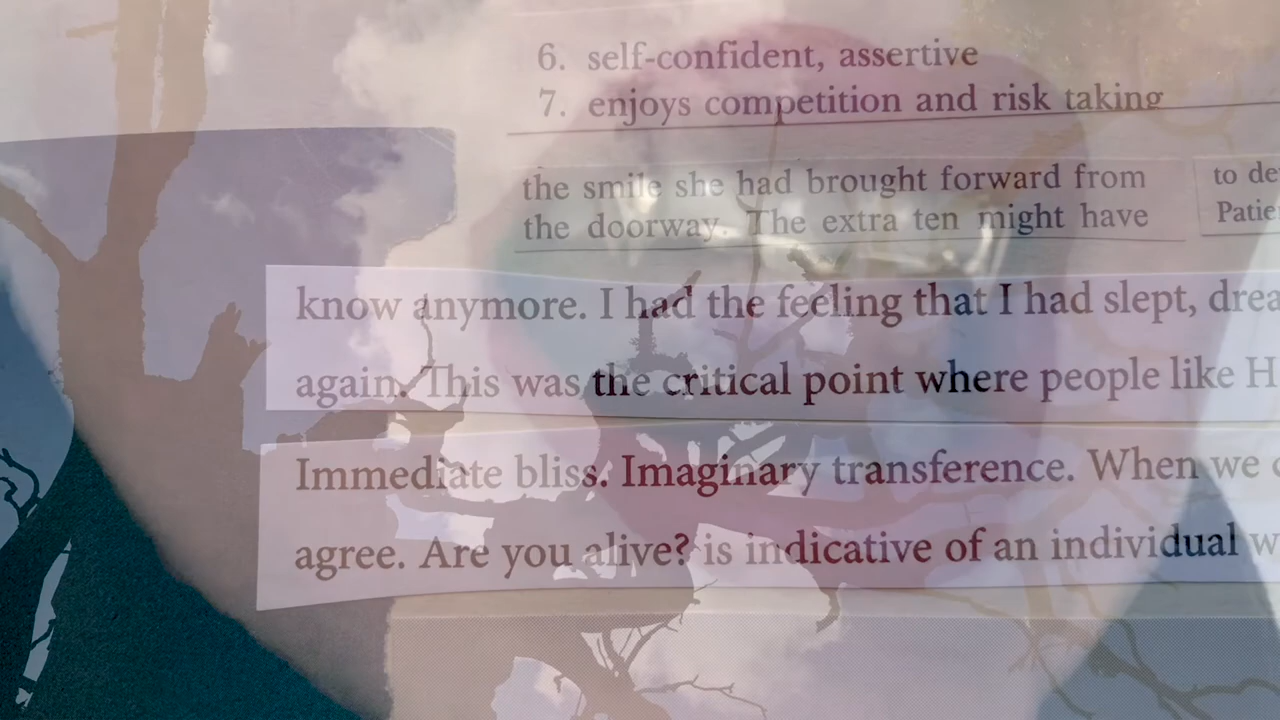 6. self-confident, assertive
7. enjoys competition and risk taking
the smile she had brought forward from
to
the doorway. The extra ten might have
know anymore. I had the feeling that I had slept,
again. This was the critical point where people like
Immediate bliss. Imaginary transference. When we
agree. Are you alive? is indicative of an individual